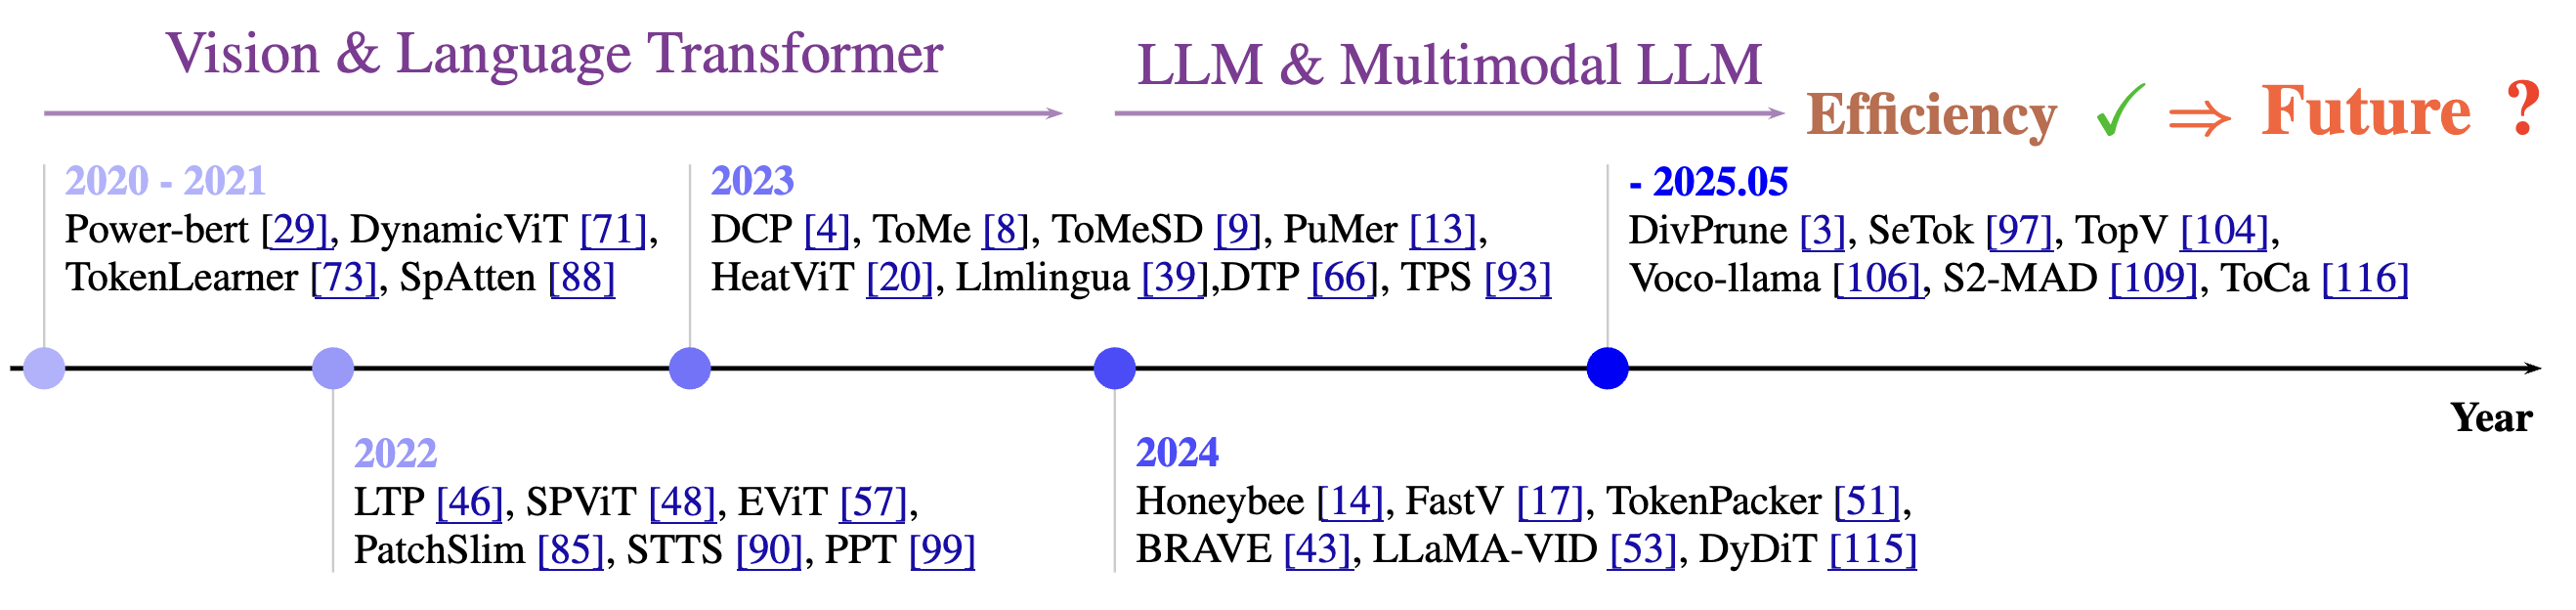 Vision & Language Transformer
LLM & Multimodal LLM
Efficiency ✓ ⇒ Future ?
2020 - 2021
Power-bert [29], DynamicViT [71],
TokenLearner [73], SpAtten [88]
2023
DCP [4], ToMe [8], ToMeSD [9], PuMer [13],
HeatViT [20], Llmlingua [39],DTP [66], TPS [93]
- 2025.05
DivPrune [3], SeTok [97], TopV [104],
Voco-llama [106], S2-MAD [109], ToCa [116]
Year
2022
LTP [46], SPViT [48], EViT [57],
PatchSlim [85], STTS [90], PPT [99]
2024
Honeybee [14], FastV [17], TokenPacker [51],
BRAVE [43], LLaMA-VID [53], DyDiT [115]